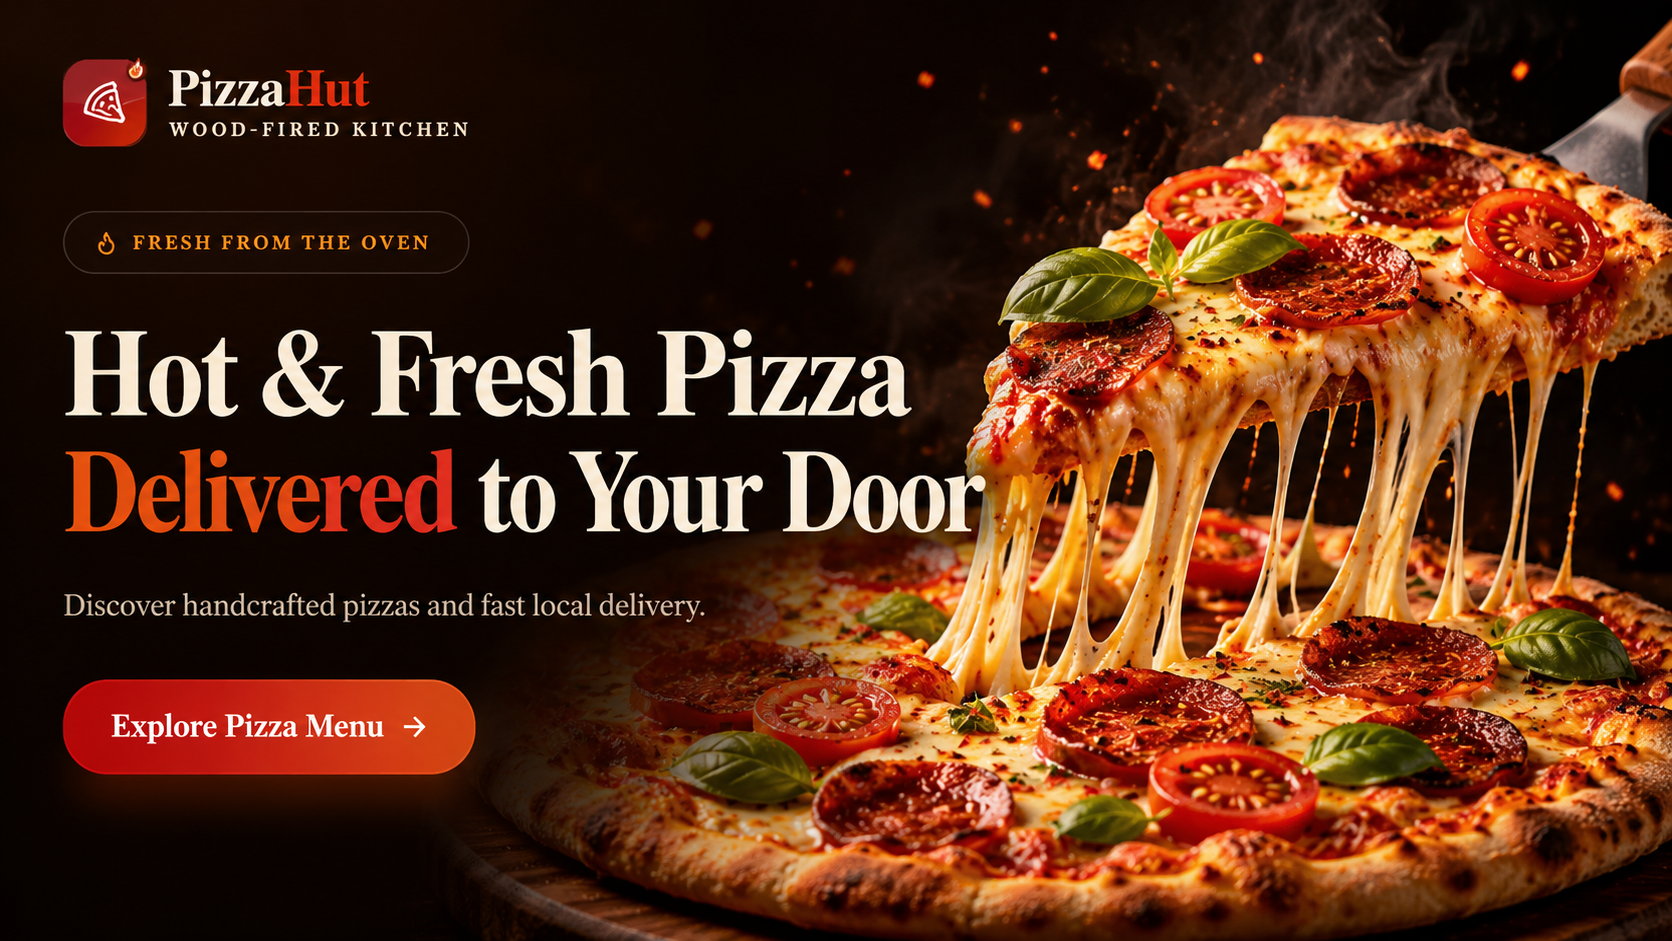 PizzaHut
WOOD-FIRED KITCHEN
FRESH FROM THE OVEN
Hot & Fresh Pizza
Delivered to Your Door
Discover handcrafted pizzas and fast local delivery.
Explore Pizza Menu →